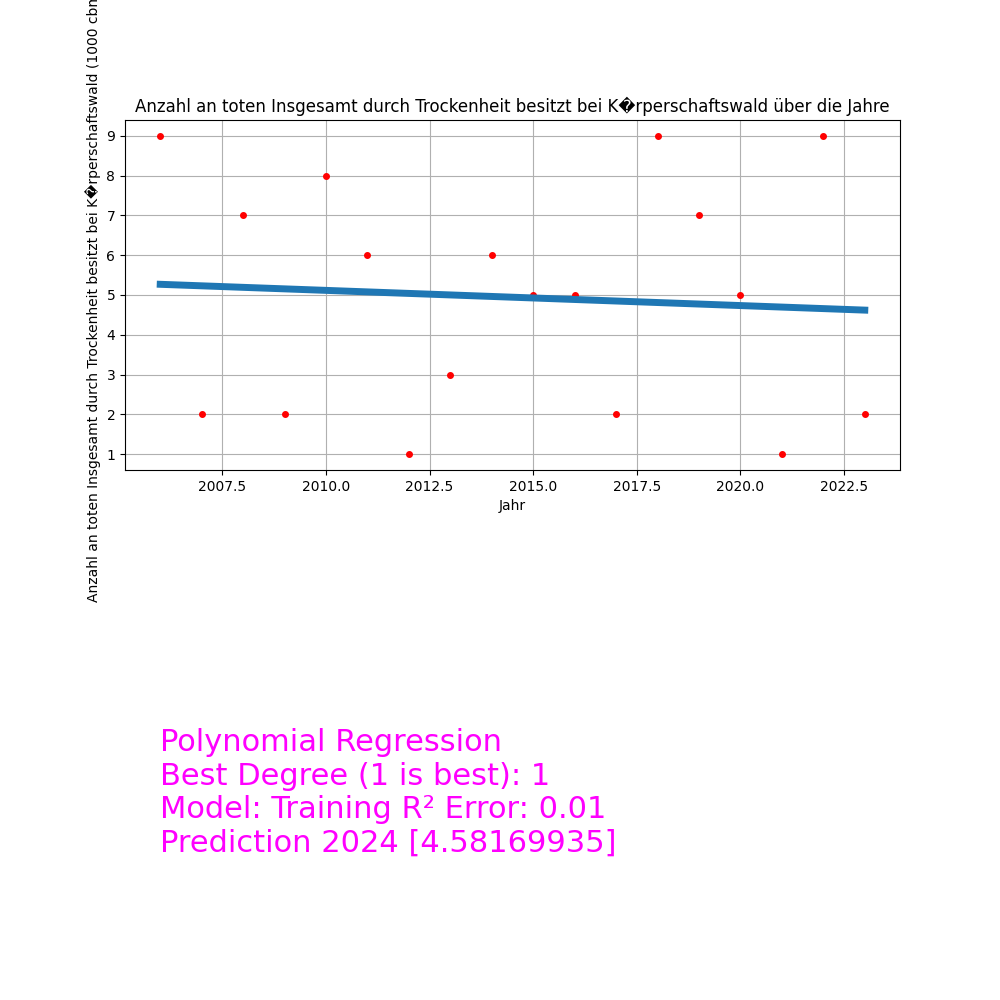 Anzahl an toten Insgesamt durch Trockenheit besitzt bei K�rperschaftswald über die Jahre
Anzahl an toten Insgesamt durch Trockenheit besitzt bei K�rperschaftswald (1000 cbm
9
8
7
6
5
4
3
2
1
2007.5 2010.0 2012.5 2015.0 2017.5 2020.0 2022.5
Jahr
Polynomial Regression
Best Degree (1 is best): 1
Model: Training R² Error: 0.01
Prediction 2024 [4.58169935]